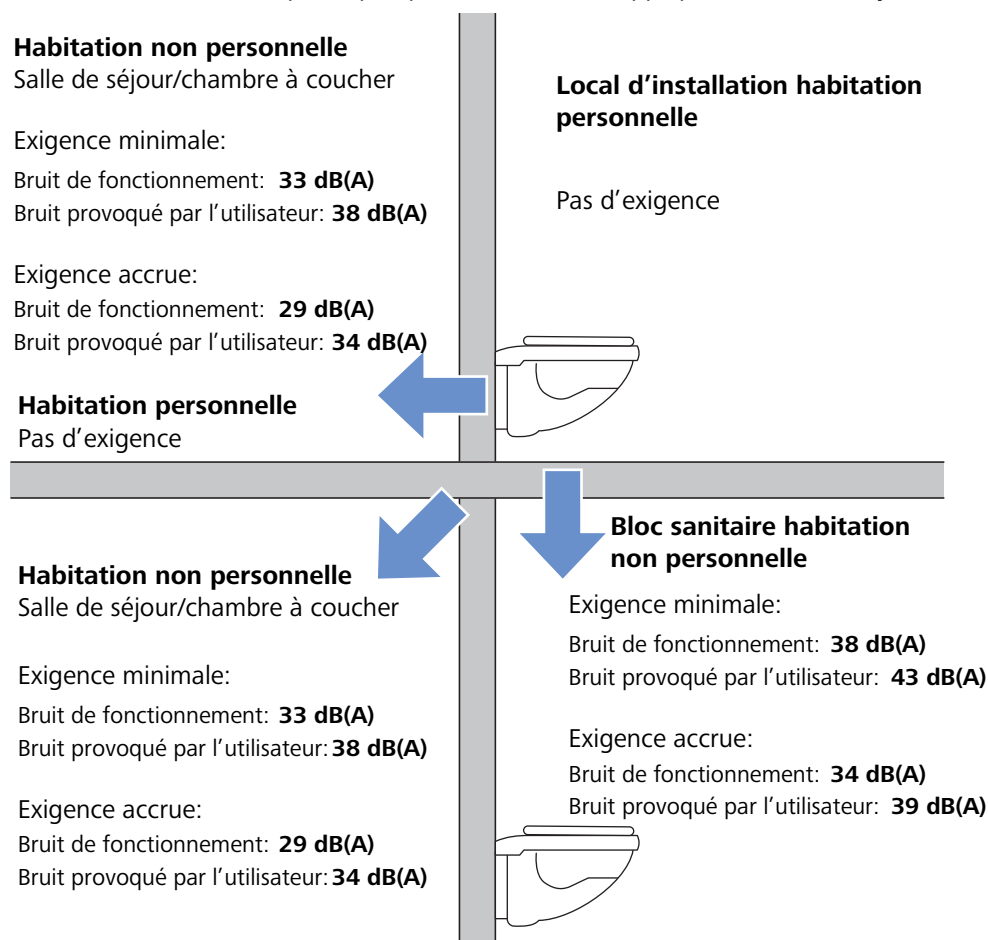 Habitation non personnelle
Salle de séjour/chambre à coucher
Exigence minimale:
Bruit de fonctionnement: 33 dB(A)
Bruit provoqué par l'utilisateur: 38 dB(A)
Exigence accrue:
Bruit de fonctionnement: 29 dB(A)
Bruit provoqué par l'utilisateur: 34 dB(A)
Habitation personnelle
Pas d'exigence
Local d'installation habitation
personnelle
Pas d'exigence
Habitation non personnelle
Salle de séjour/chambre à coucher
Exigence minimale:
Bruit de fonctionnement: 33 dB(A)
Bruit provoqué par l'utilisateur: 38 dB(A)
Exigence accrue:
Bruit de fonctionnement: 29 dB(A)
Bruit provoqué par l'utilisateur: 34 dB(A)
Bloc sanitaire habitation
non personnelle
Exigence minimale:
Bruit de fonctionnement: 38 dB(A)
Bruit provoqué par l'utilisateur: 43 dB(A)
Exigence accrue:
Bruit de fonctionnement: 34 dB(A)
Bruit provoqué par l'utilisateur: 39 dB(A)